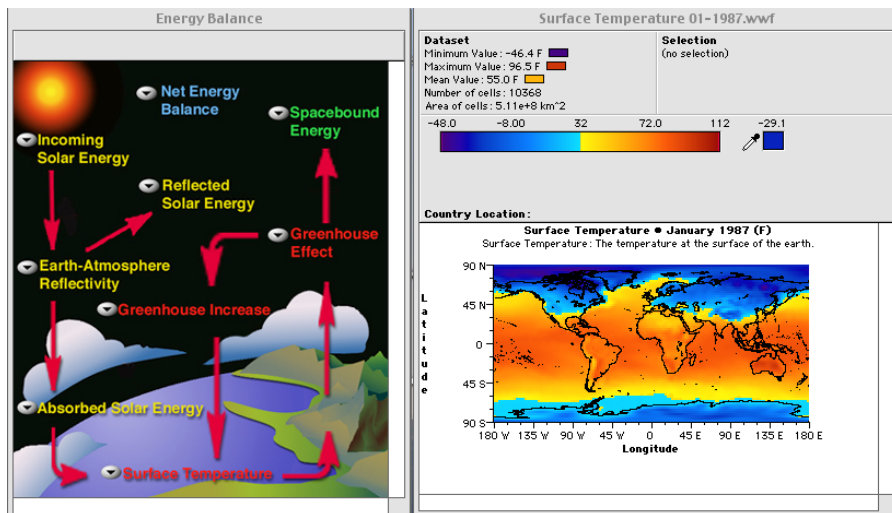 Energy Balance
Net Energy
Balance
Spacebound
Energy
Incoming
Solar Energy
Reflected
Solar Energy
Greenhouse
Effect
Earth-Atmosphere
Reflectivity
Greenhouse Increase
Absorbed Solar Energy
Surface Temperature
Surface Temperature 01-1987.wwf
Dataset
Minimum Value: -46.4 F
Maximum Value: 96.5 F
Mean Value: 55.0 F
Number of cells: 10368
Area of cells: 5.11e+8 km^2
Selection
(no selection)
-48.0 -8.00 32 72.0 112 -29.1
Country Location:
Surface Temperature ● January 1987 (F)
Surface Temperature: The temperature at the surface of the earth.
Latitude
90 N
45 N
0
45 S
90 S
180 W 135 W 90 W 45 W 0 45 E 90 E 135 E 180 E
Longitude